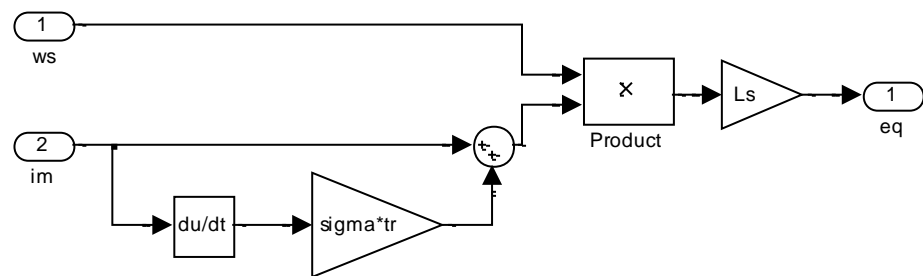 1
ws
2
im
du/dt
sigma*tr
++
x
Product
Ls
1
eq